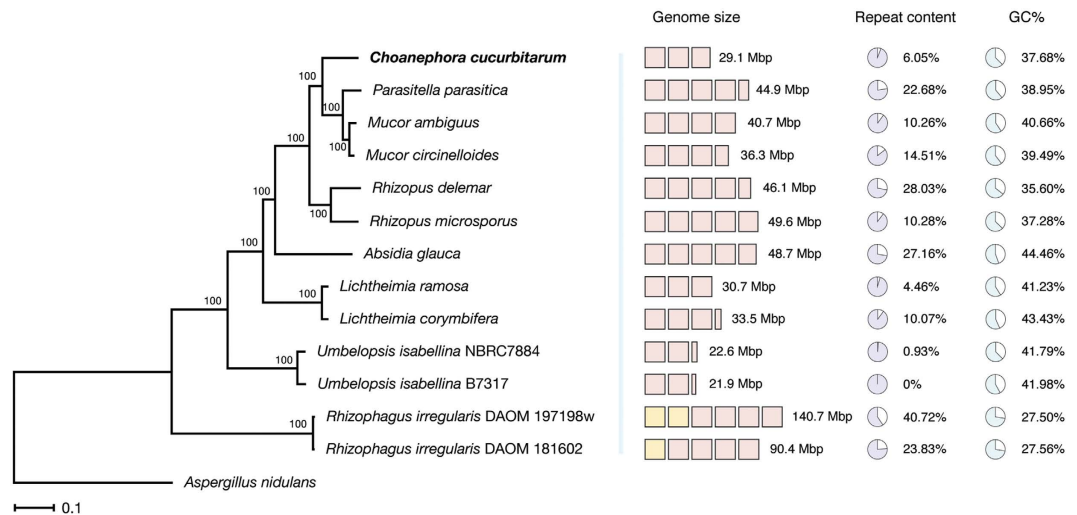 Genome size Repeat content GC%
100 Choanephora cucurbitarum 29.1 Mbp 6.05% 37.68%
100 Parasitella parasitica 44.9 Mbp 22.68% 38.95%
100 Mucor ambiguus 40.7 Mbp 10.26% 40.66%
100 Mucor circinelloides 36.3 Mbp 14.51% 39.49%
100 Rhizopus delemar 46.1 Mbp 28.03% 35.60%
100 Rhizopus microsporus 49.6 Mbp 10.28% 37.28%
100 Absidia glauca 48.7 Mbp 27.16% 44.46%
100 Lichtheimia ramosa 30.7 Mbp 4.46% 41.23%
100 Lichtheimia corymbifera 33.5 Mbp 10.07% 43.43%
Umbelopsis isabellina NBRC7884 22.6 Mbp 0.93% 41.79%
100 Umbelopsis isabellina B7317 21.9 Mbp 0% 41.98%
Rhizophagus irregularis DAOM 197198w 140.7 Mbp 40.72% 27.50%
100 Rhizophagus irregularis DAOM 181602 90.4 Mbp 23.83% 27.56%
Aspergillus nidulans
0.1